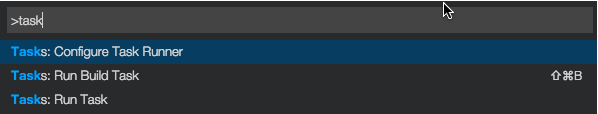 >task
Tasks: Configure Task Runner
Tasks: Run Build Task ⇧⌘B
Tasks: Run Task